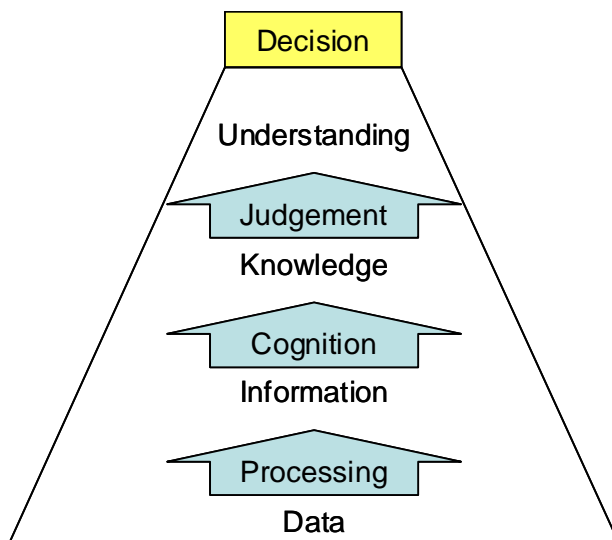 Decision
Understanding
Judgement
Knowledge
Cognition
Information
Processing
Data